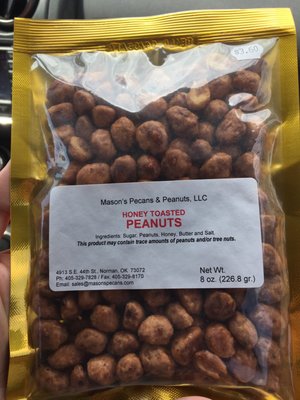 $3.60
Mason's Pecans & Peanuts, LLC
HONEY TOASTED
PEANUTS
Ingredients: Sugar, Peanuts, Honey, Butter and Salt.
This product may contain trace amounts of peanuts and/or tree nuts.
4913 S.E. 44th St., Norman, OK 73072
Ph: 405-329-7828 / Fax: 405-329-8170
Email: sales@masonspecans.com
Net Wt.
8 oz. (226.8 gr.)